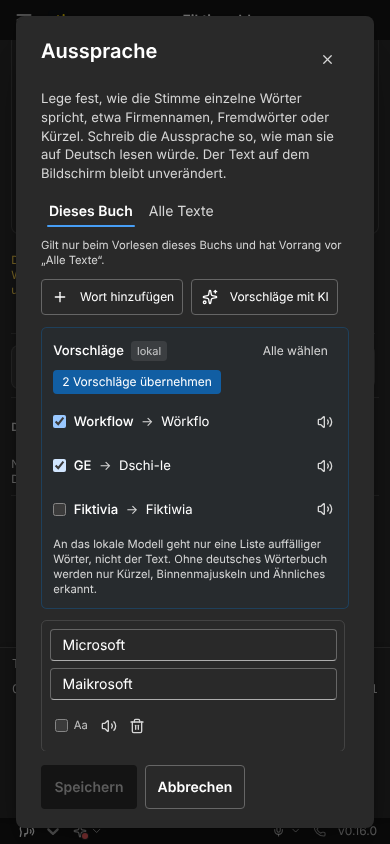 Aussprache
Lege fest, wie die Stimme einzelne Wörter
spricht, etwa Firmennamen, Fremdwörter oder
Kürzel. Schreib die Aussprache so, wie man sie
auf Deutsch lesen würde. Der Text auf dem
Bildschirm bleibt unverändert.
Dieses Buch Alle Texte
Gilt nur beim Vorlesen dieses Buchs und hat Vorrang vor
„Alle Texte“.
Wort hinzufügen Vorschläge mit KI
Vorschläge lokal Alle wählen
2 Vorschläge übernehmen
Workflow → Wörkflo
GE → Dschi-Ie
Fiktivia → Fiktiwia
An das lokale Modell geht nur eine Liste auffälliger
Wörter, nicht der Text. Ohne deutsches Wörterbuch
werden nur Kürzel, Binnenmajuskeln und Ähnliches
erkannt.
Microsoft
Maikrosoft
Aa
Speichern Abbrechen
v0.16.0